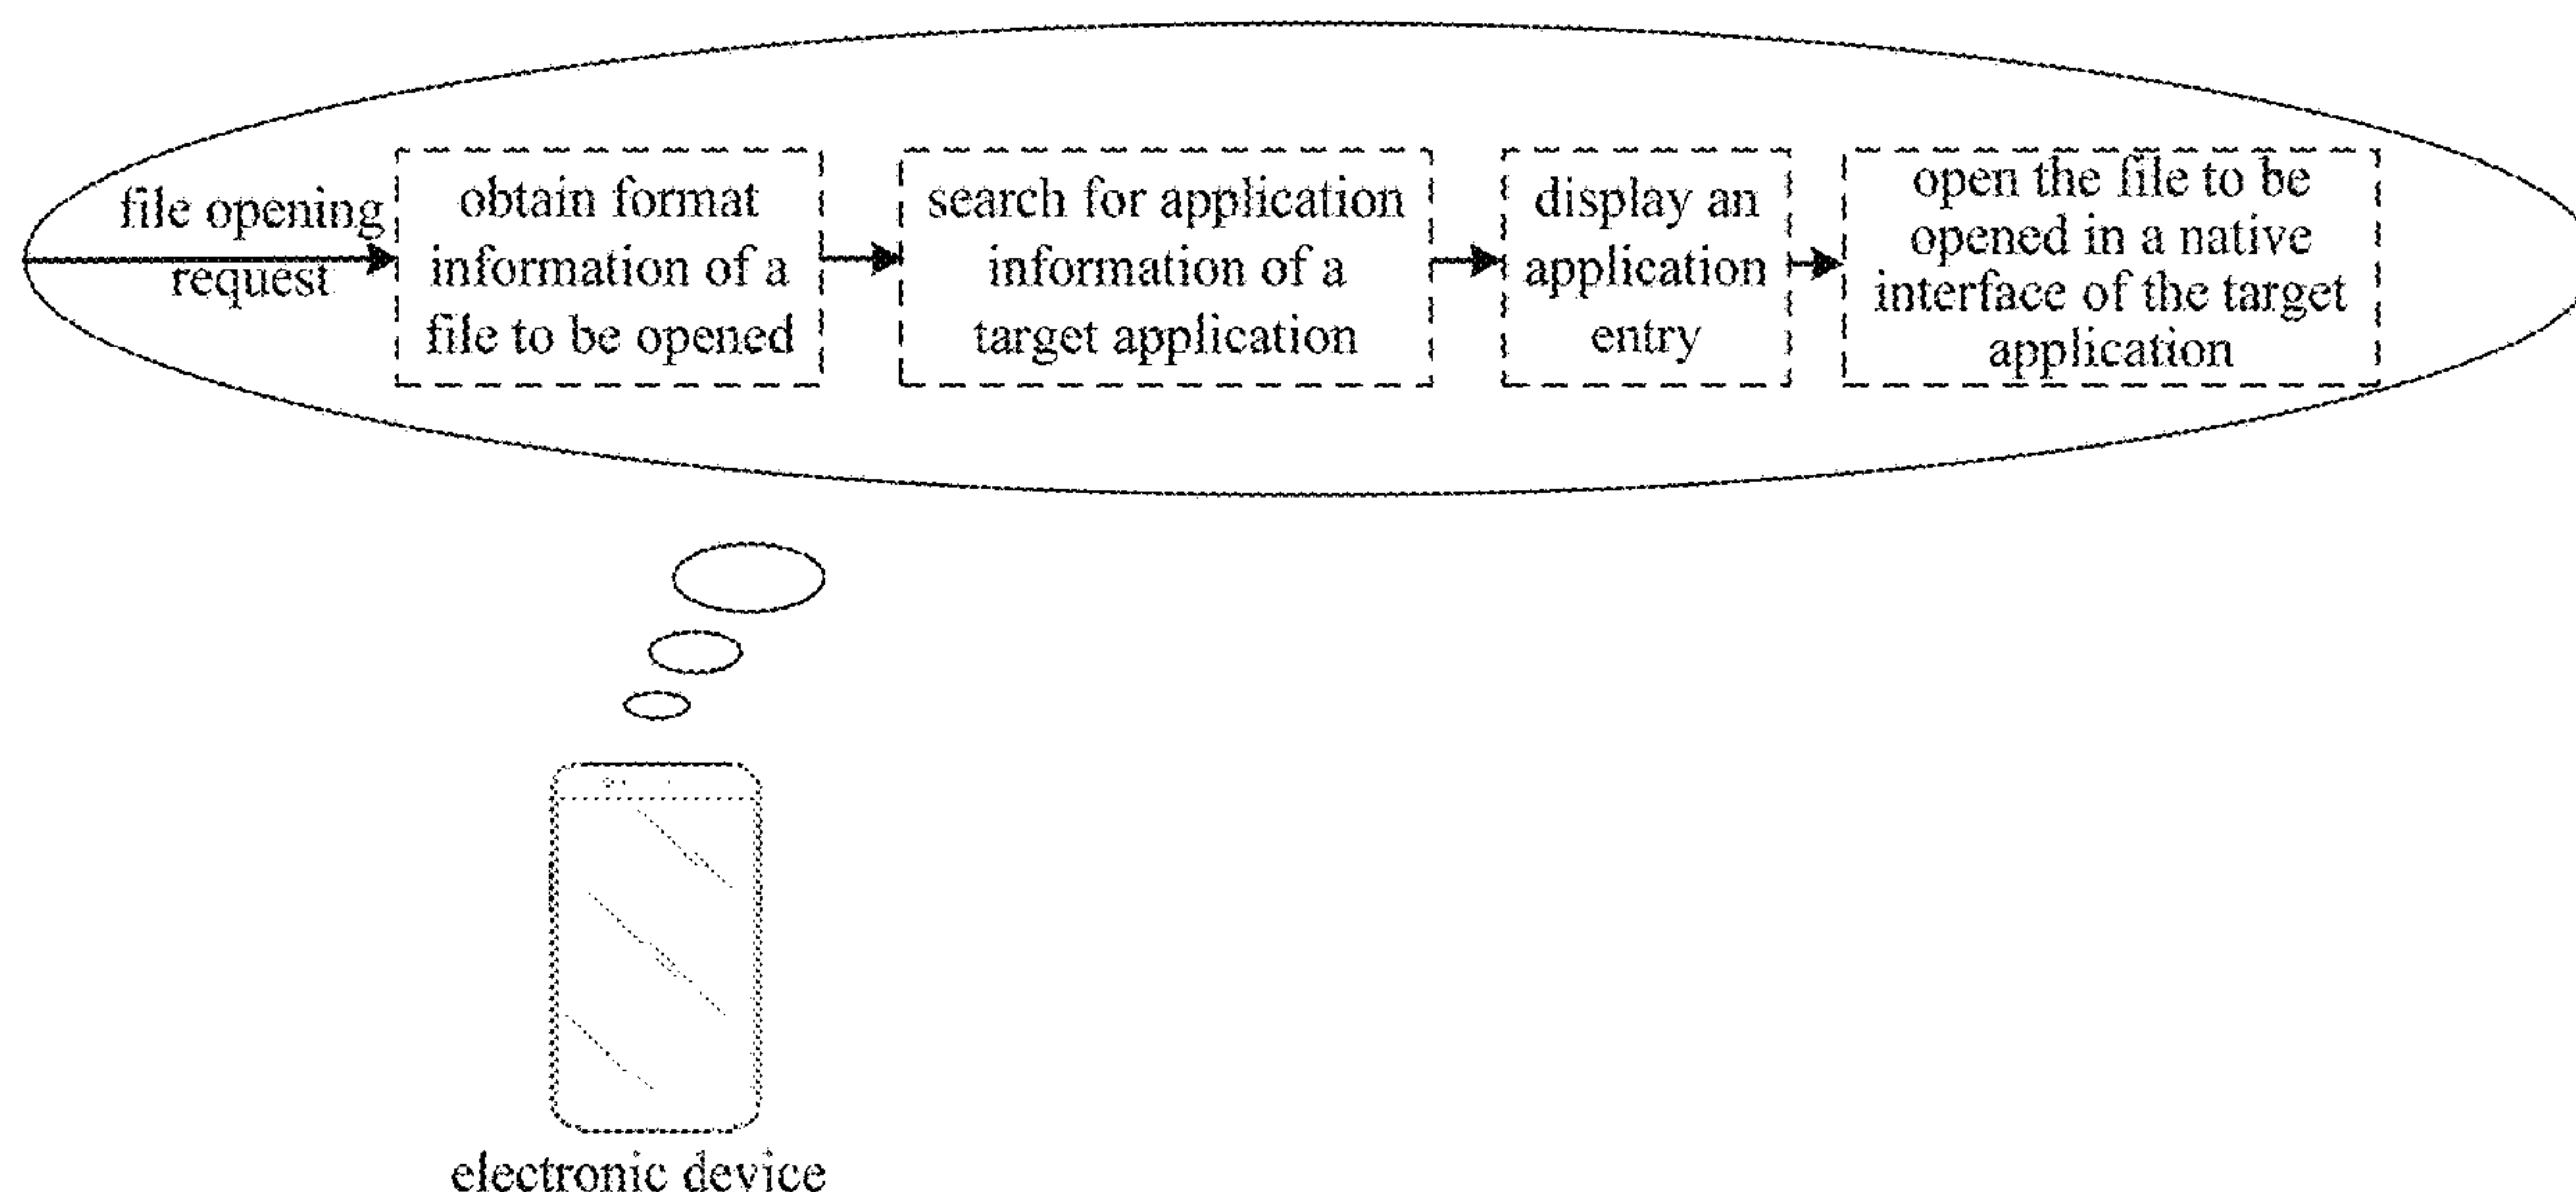 file opening
request
obtain format
information of a
file to be opened
search for application
information of a
target application
display an
application
entry
open the file to be
opened in a native
interface of the target
application
electronic device